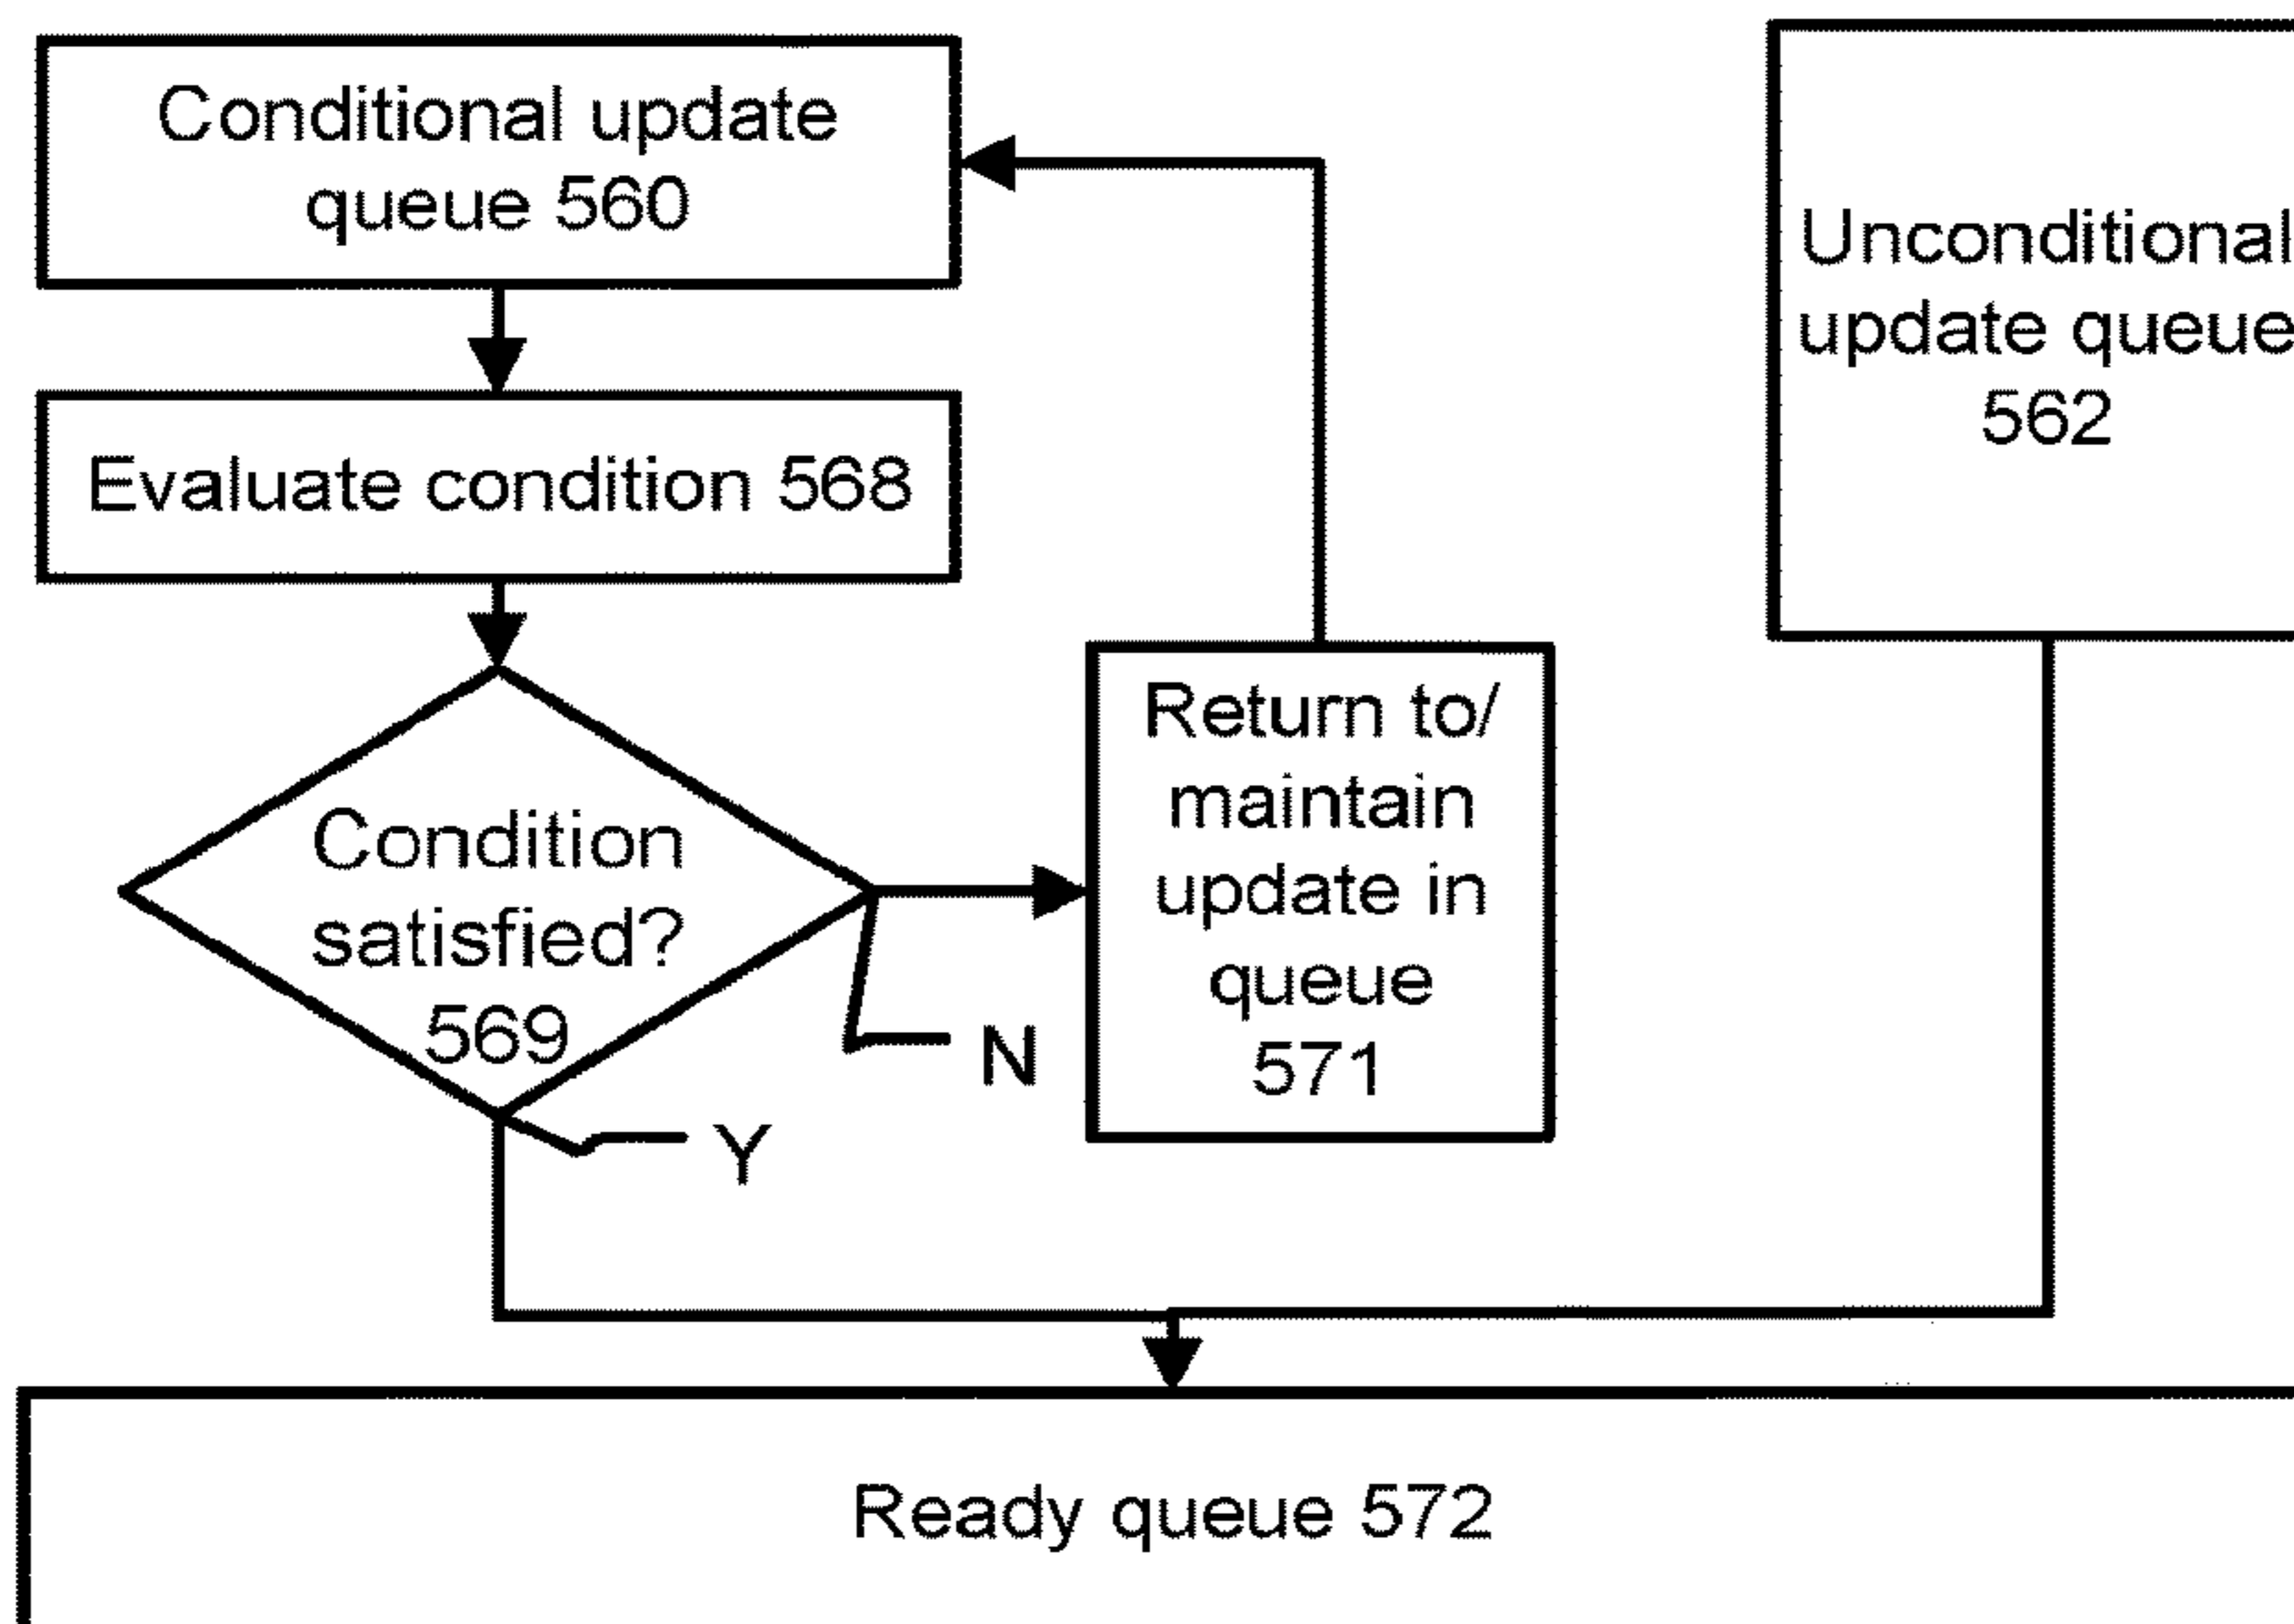 Conditional update
queue 560
Unconditional
update queue
562
Evaluate condition 568
Condition
satisfied?
569
Return to/
maintain
update in
queue
571
N
Y
Ready queue 572